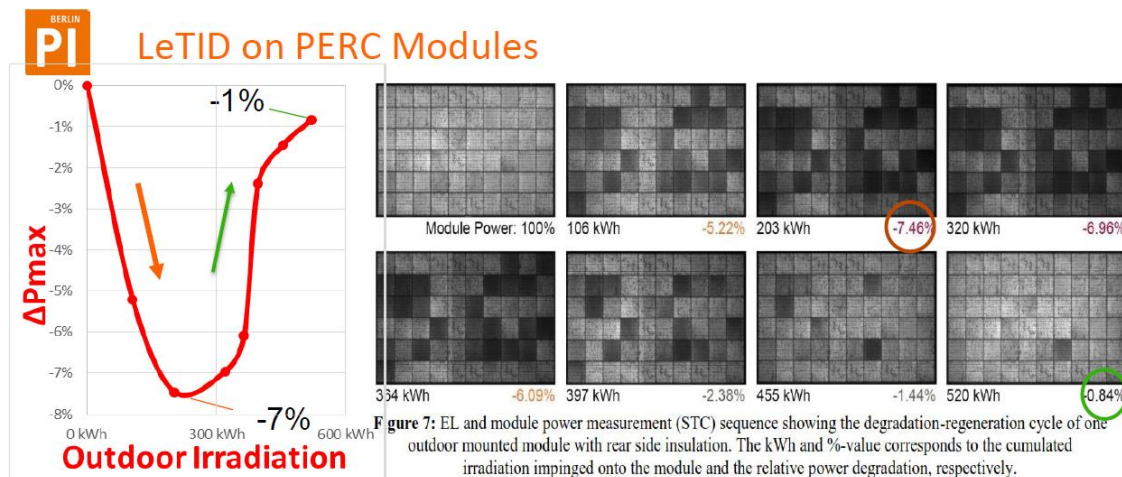 BERLIN
PI
LeTID on PERC Modules
0%
-1%
-2%
-3%
-4%
-5%
-6%
-7%
-8%
ΔPmax
-1%
-7%
0 kWh
300 kWh
600 kWh
Outdoor Irradiation
Module Power: 100%
106 kWh -5.22%
203 kWh -7.46%
320 kWh -6.96%
kWh -6.09%
397 kWh -2.38%
455 kWh -1.44%
520 kWh -0.84%
Figure 7: EL and module power measurement (STC) sequence showing the degradation-regeneration cycle of one
outdoor mounted module with rear side insulation. The kWh and %-value corresponds to the cumulated
irradiation impinged onto the module and the relative power degradation, respectively.